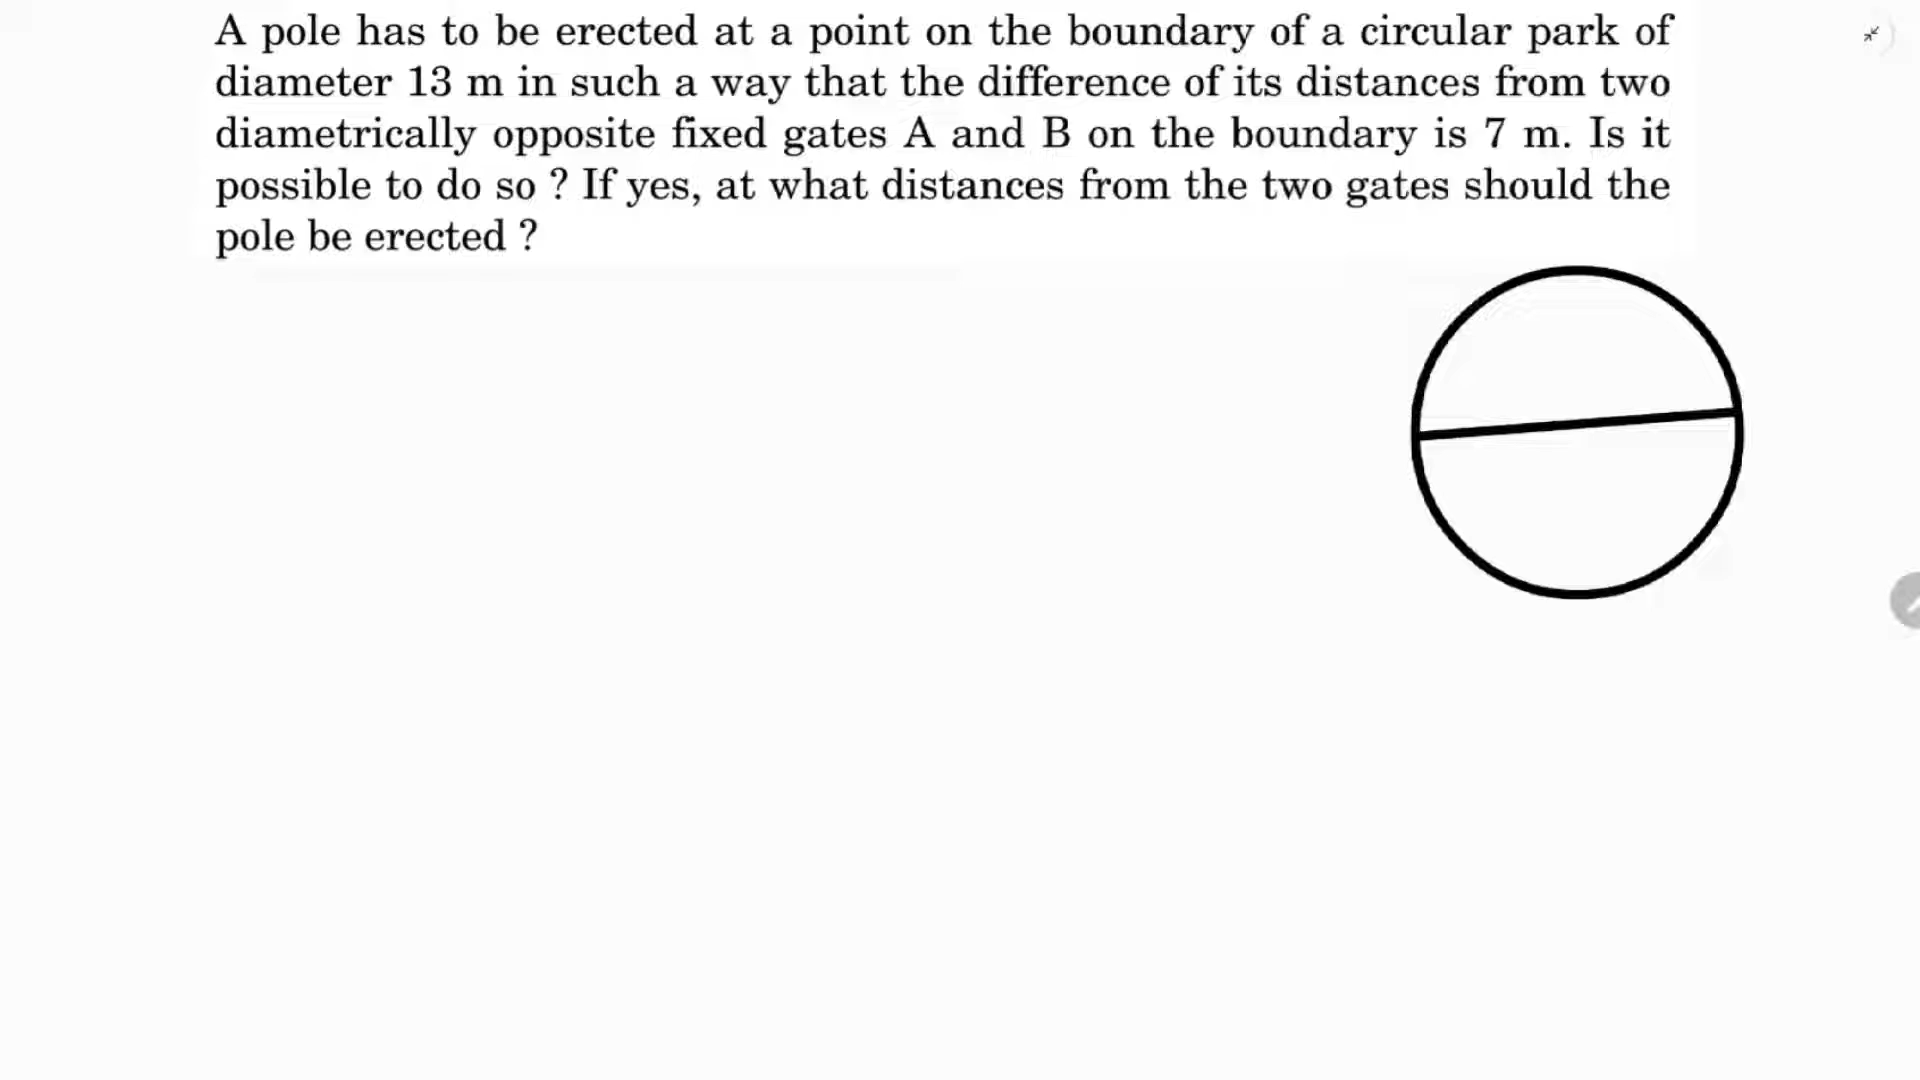 A pole has to be erected at a point on the boundary of a circular park of
diameter 13 m in such a way that the difference of its distances from two
diametrically opposite fixed gates A and B on the boundary is 7 m. Is it
possible to do so ? If yes, at what distances from the two gates should the
pole be erected ?